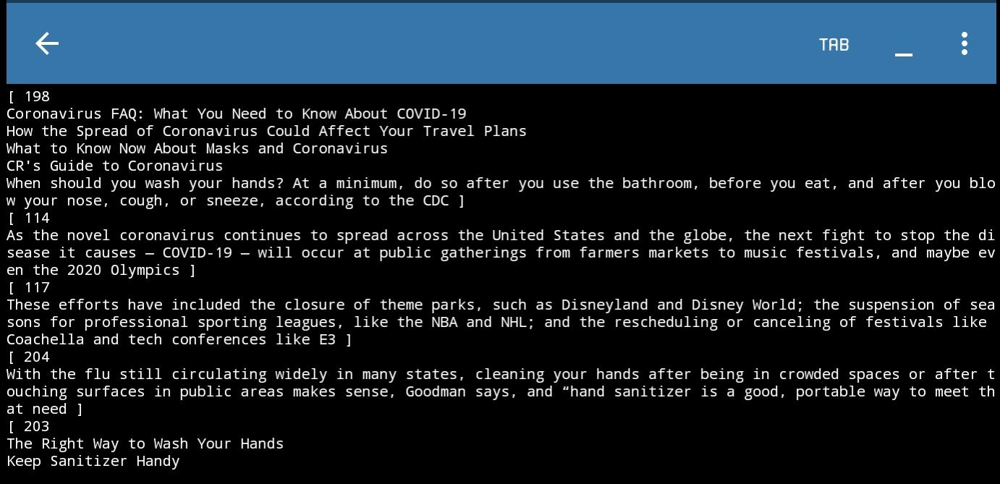 TAB
[ 198
Coronavirus FAQ: What You Need to Know About COVID-19
How the Spread of Coronavirus Could Affect Your Travel Plans
What to Know Now About Masks and Coronavirus
CR's Guide to Coronavirus
When should you wash your hands? At a minimum, do so after you use the bathroom, before you eat, and after you blo
w your nose, cough, or sneeze, according to the CDC ]
[ 114
As the novel coronavirus continues to spread across the United States and the globe, the next fight to stop the di
sease it causes — COVID-19 — will occur at public gatherings from farmers markets to music festivals, and maybe ev
en the 2020 Olympics ]
[ 117
These efforts have included the closure of theme parks, such as Disneyland and Disney World; the suspension of sea
sons for professional sporting leagues, like the NBA and NHL; and the rescheduling or canceling of festivals like
Coachella and tech conferences like E3 ]
[ 204
With the flu still circulating widely in many states, cleaning your hands after being in crowded spaces or after t
ouching surfaces in public areas makes sense, Goodman says, and “hand sanitizer is a good, portable way to meet th
at need ]
[ 203
The Right Way to Wash Your Hands
Keep Sanitizer Handy